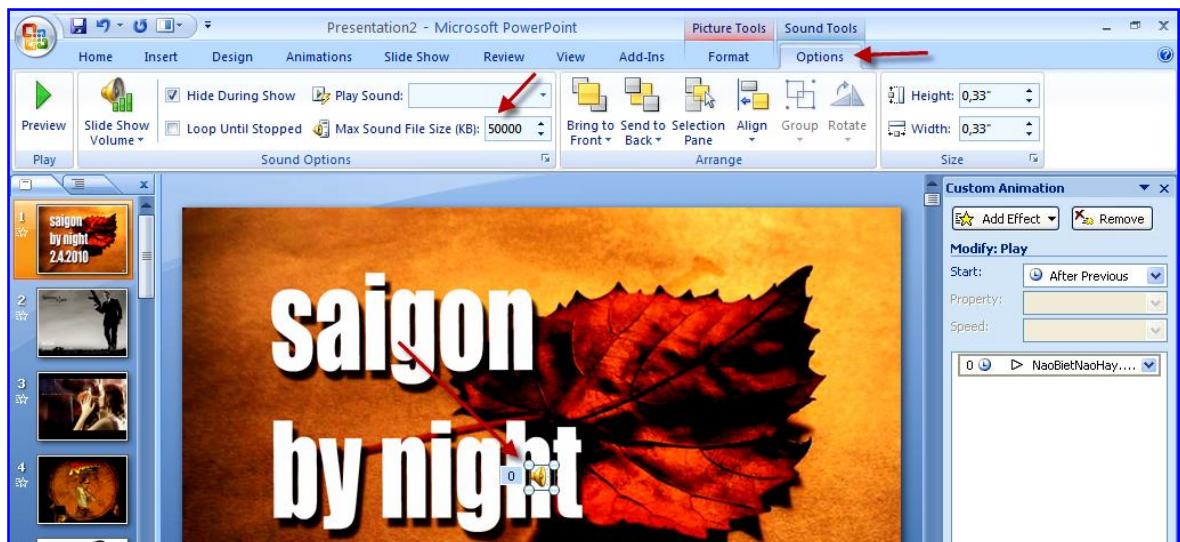 Presentation2 - Microsoft PowerPoint
Picture Tools
Sound Tools
Home
Insert
Design
Animations
Slide Show
Review
View
Add-Ins
Format
Options
Preview
Slide Show
Volume
Hide During Show
Play Sound:
Loop Until Stopped
Max Sound File Size (KB): 50000
Bring to
Front
Send to
Back
Selection
Pane
Align
Group
Rotate
Height: 0,33"
Width: 0,33"
Play
Sound Options
Arrange
Size
1
saigon
by night
2.4.2010
2
3
4
saigon
by night
0
Custom Animation
Add Effect
Remove
Modify: Play
Start:
After Previous
Property:
Speed:
0
NaoBietNaoHay....